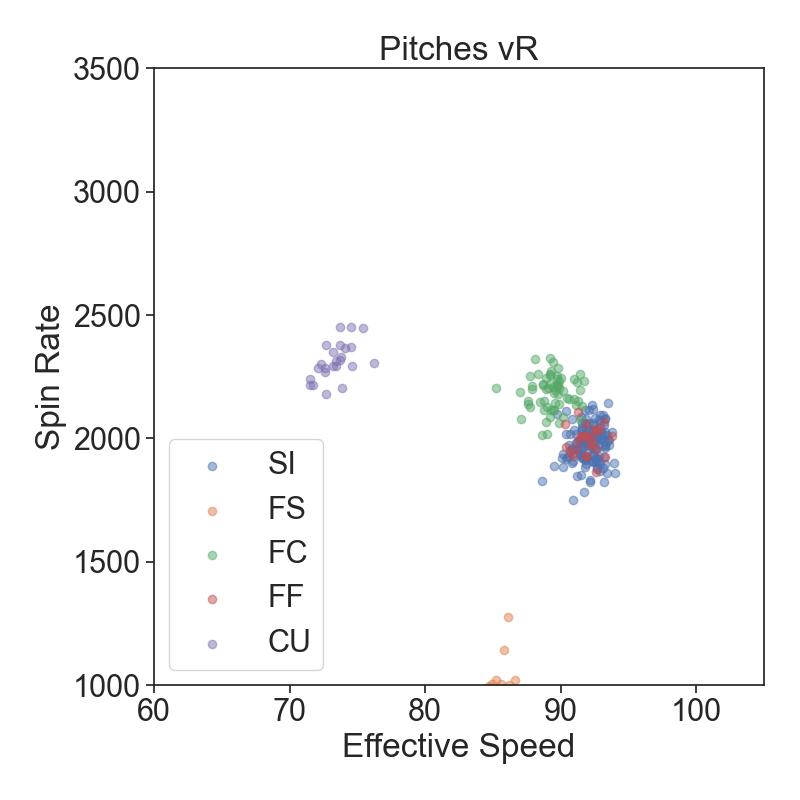 Pitches vR
3500
3000
2500
2000
1500
1000
Spin Rate
SI
FS
FC
FF
CU
60 70 80 90 100
Effective Speed